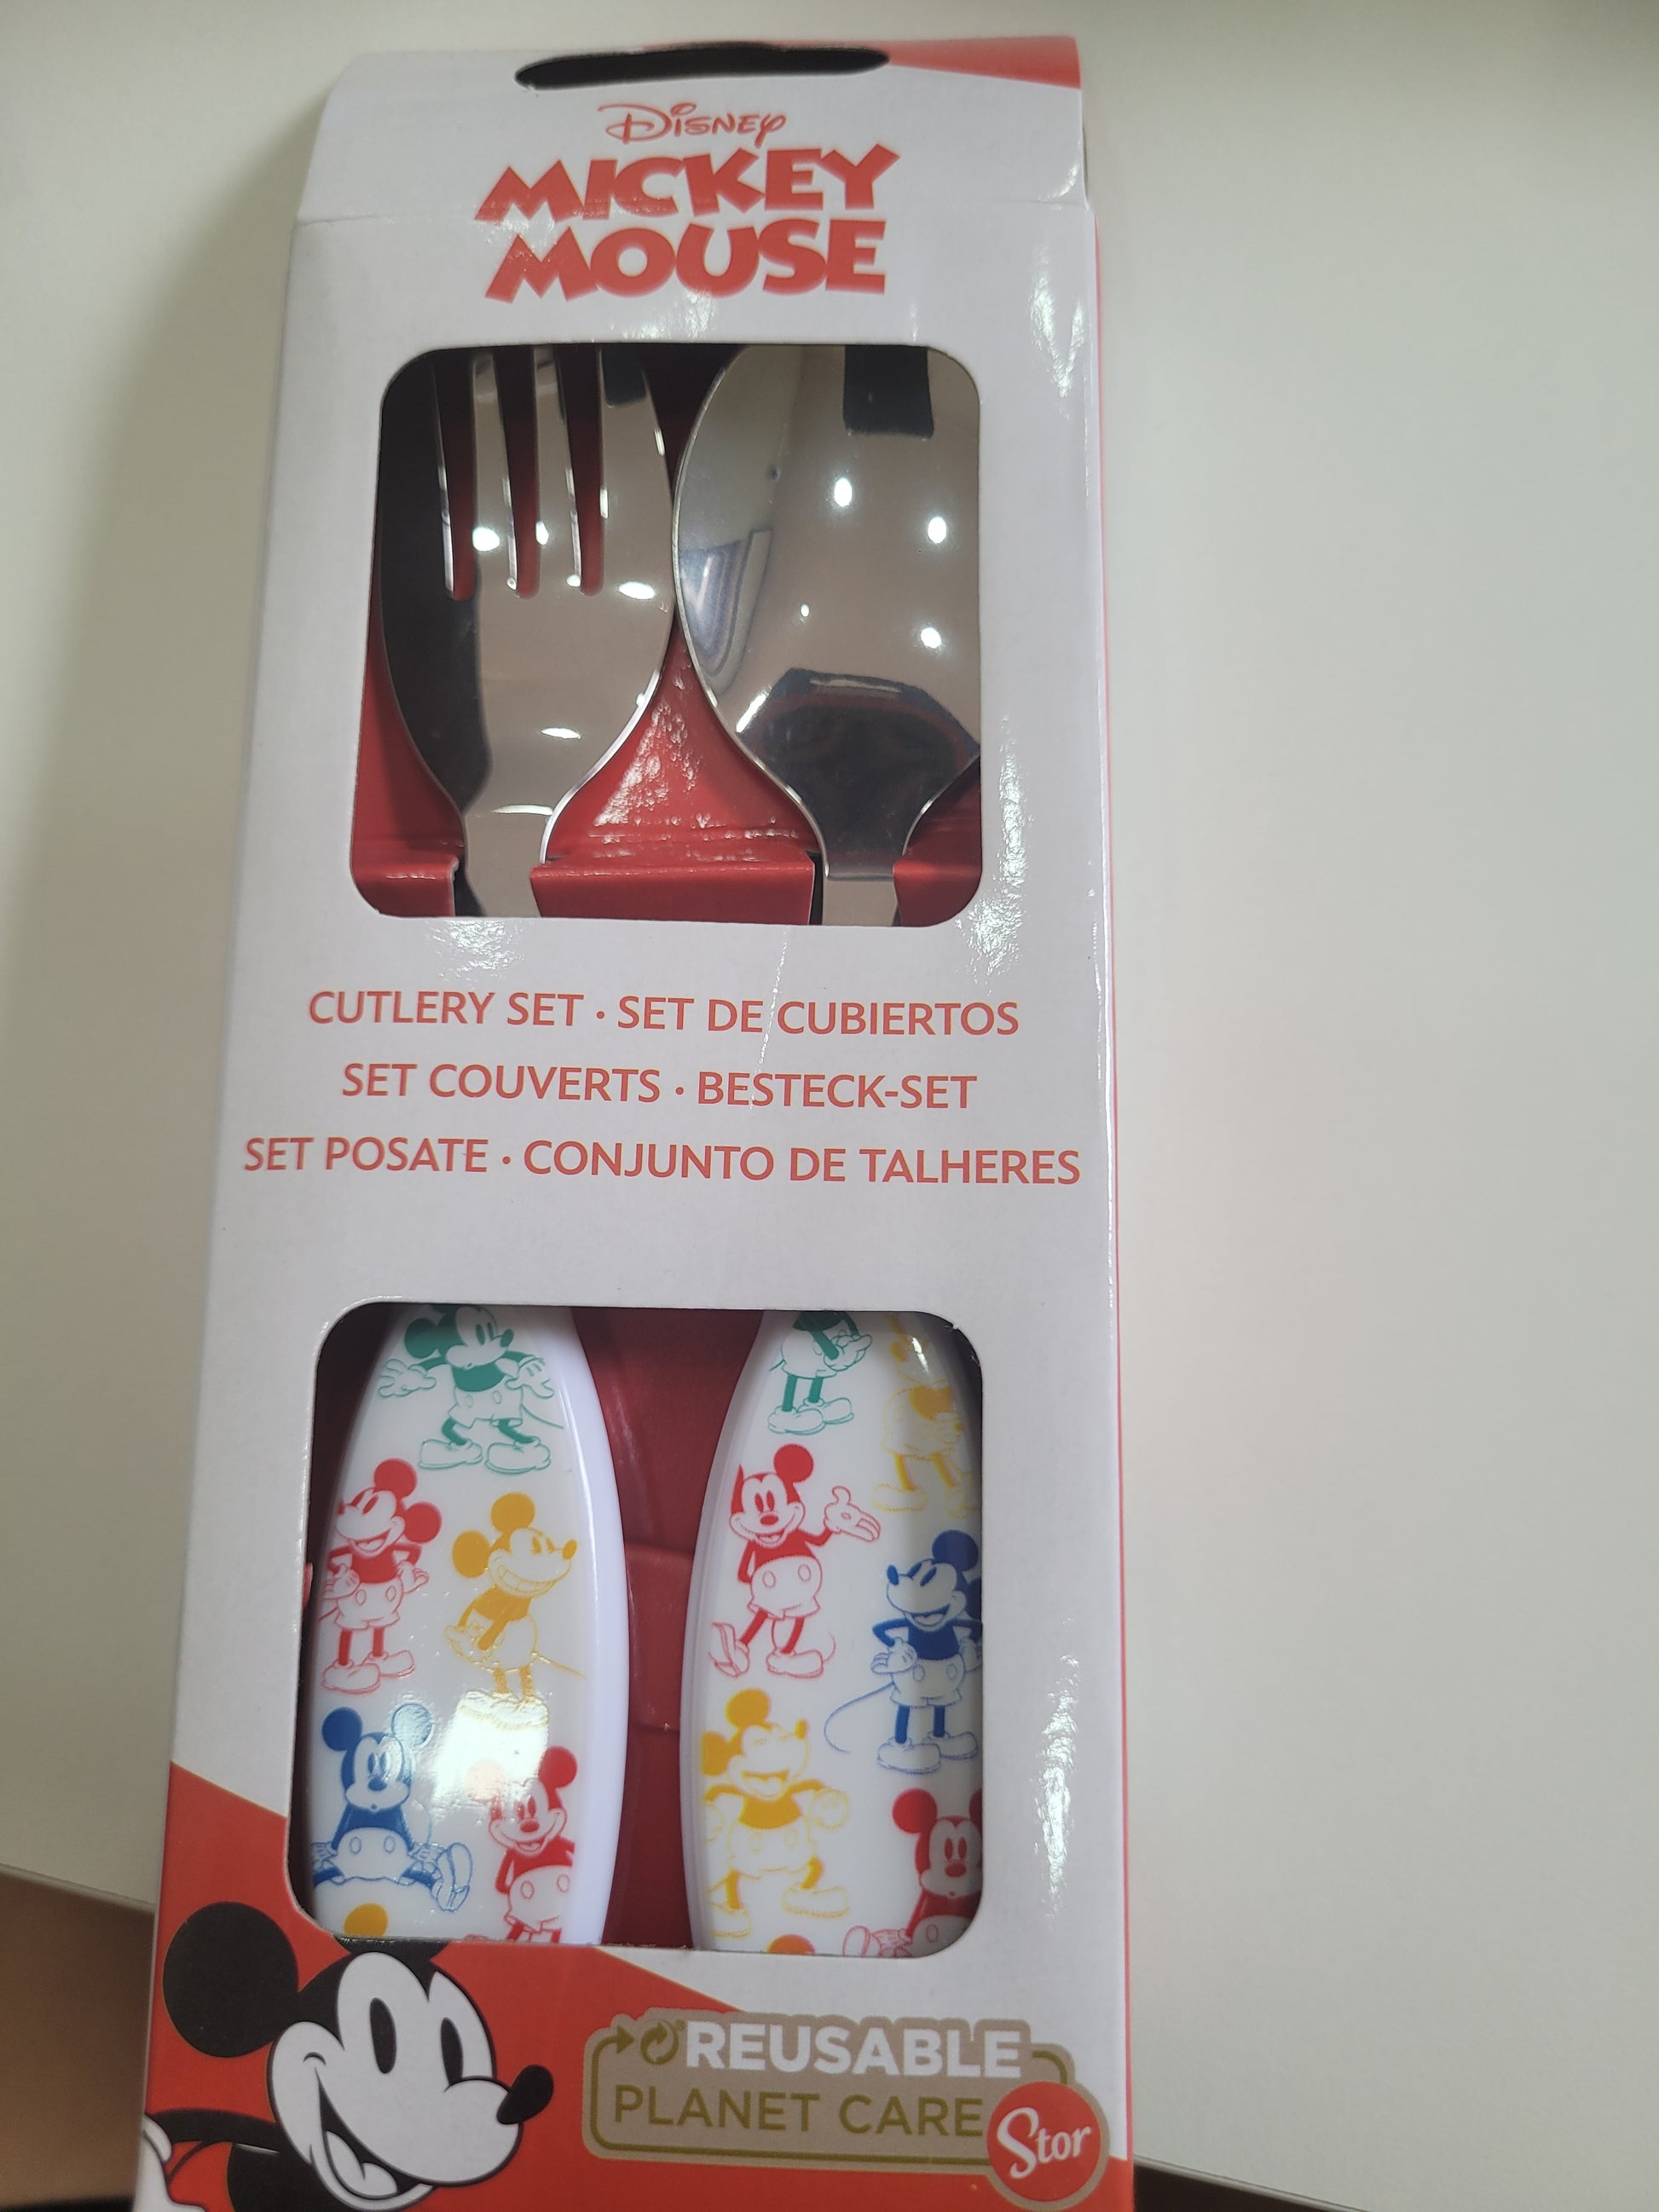 Disney
MICKEY
MOUSE
CUTLERY SET · SET DE CUBIERTOS
SET COUVERTS · BESTECK-SET
SET POSATE · CONJUNTO DE TALHERES
REUSABLE
PLANET CARE
Stor